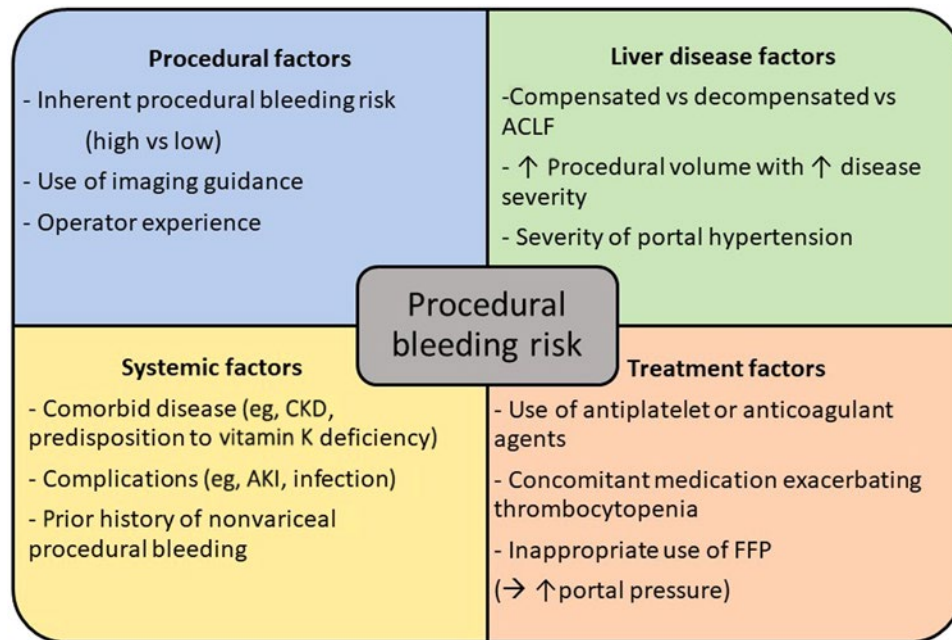 Procedural factors
- Inherent procedural bleeding risk
(high vs low)
- Use of imaging guidance
- Operator experience
Liver disease factors
-Compensated vs decompensated vs
ACLF
- ↑ Procedural volume with ↑ disease
severity
- Severity of portal hypertension
Procedural
bleeding risk
Systemic factors
- Comorbid disease (eg, CKD,
predisposition to vitamin K deficiency)
- Complications (eg, AKI, infection)
- Prior history of nonvariceal
procedural bleeding
Treatment factors
- Use of antiplatelet or anticoagulant
agents
- Concomitant medication exacerbating
thrombocytopenia
- Inappropriate use of FFP
(→ ↑portal pressure)